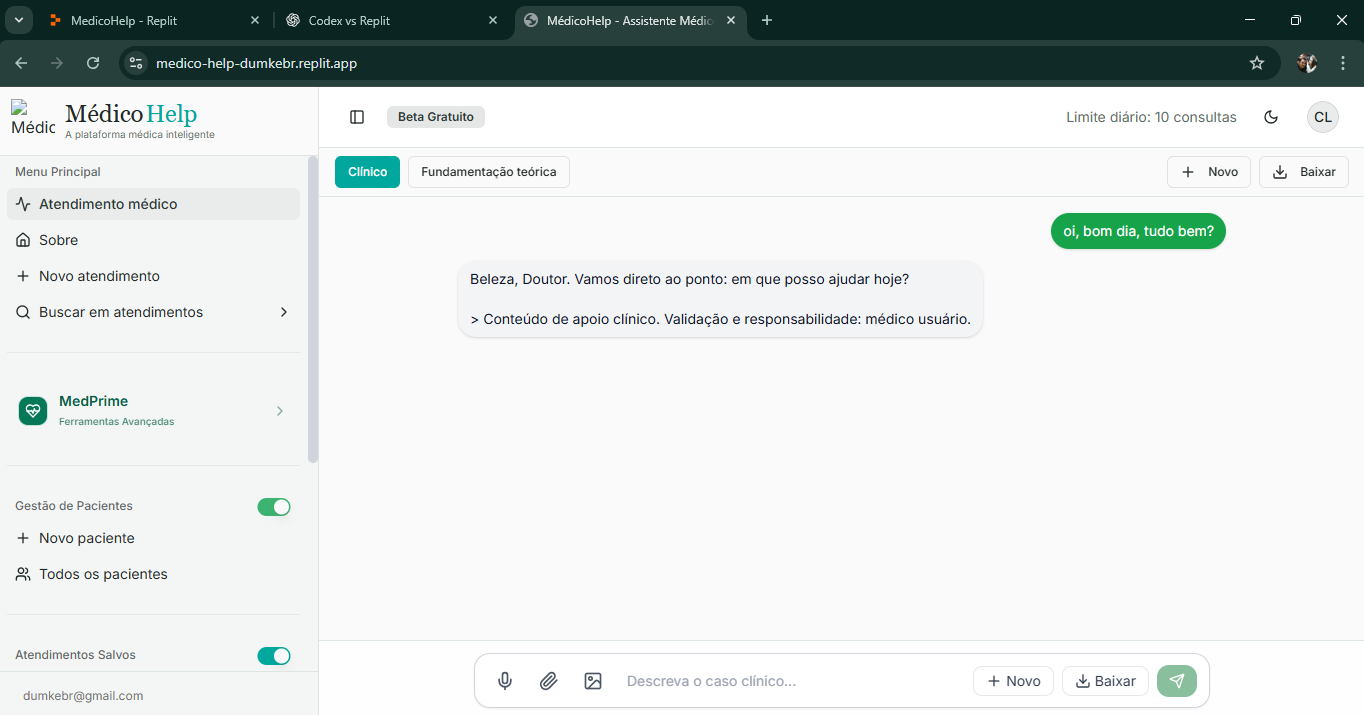 MedicoHelp - Replit
Codex vs Replit
MédicoHelp - Assistente Médic
medico-help-dumkebr.replit.app
Médic
Médico Help
A plataforma médica inteligente
Beta Gratuito
Limite diário: 10 consultas
CL
Menu Principal
Clínico
Fundamentação teórica
Novo
Baixar
Atendimento médico
Sobre
Novo atendimento
Buscar em atendimentos
MedPrime
Ferramentas Avançadas
Gestão de Pacientes
Novo paciente
Todos os pacientes
Atendimentos Salvos
dumkebr@gmail.com
oi, bom dia, tudo bem?
Beleza, Doutor. Vamos direto ao ponto: em que posso ajudar hoje?
> Conteúdo de apoio clínico. Validação e responsabilidade: médico usuário.
Descreva o caso clínico...
Novo
Baixar